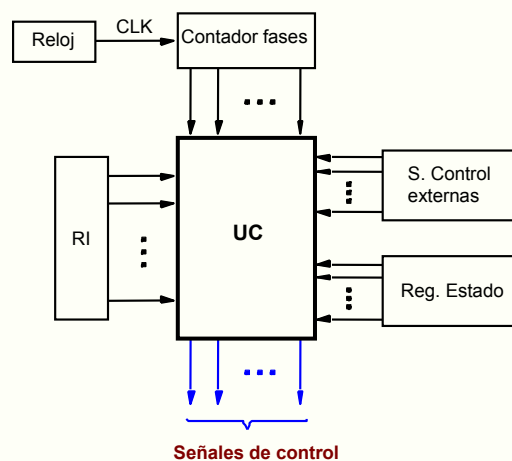 Reloj
CLK
Contador fases
RI
UC
S. Control
externas
Reg. Estado
Señales de control